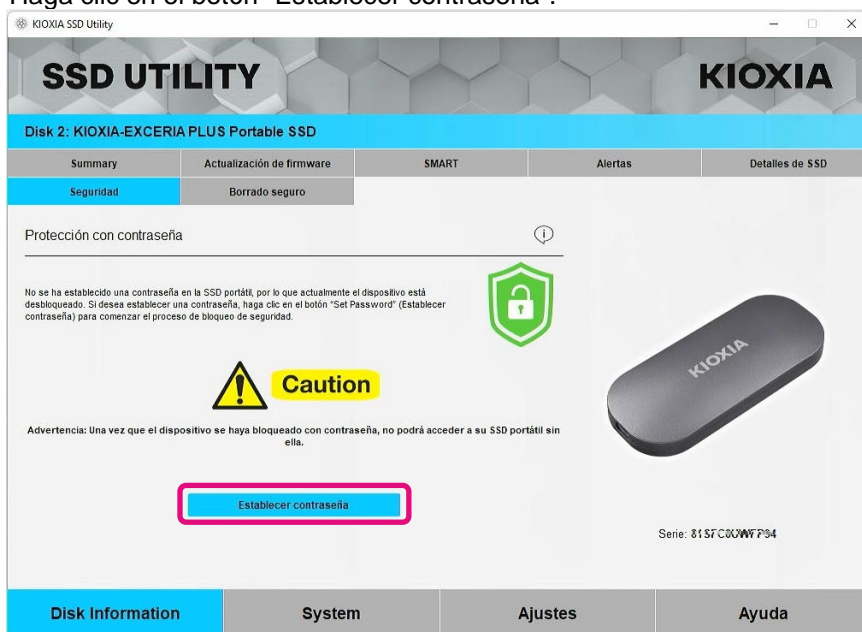 Haga clic en el botón "Establecer contraseña".
KIOXIA SSD Utility
SSD UTILITY
KIOXIA
Disk 2: KIOXIA-EXCERIA PLUS Portable SSD
Summary Actualización de firmware SMART Alertas Detalles de SSD
Seguridad Borrado seguro
Protección con contraseña
No se ha establecido una contraseña en la SSD portátil, por lo que actualmente el dispositivo está
desbloqueado. Si desea establecer una contraseña, haga clic en el botón "Set Password" (Establecer
contraseña) para comenzar el proceso de bloqueo de seguridad.
Caution
KIOXIA
Advertencia: Una vez que el dispositivo se haya bloqueado con contraseña, no podrá acceder a su SSD portátil sin
ella.
Establecer contraseña
Serie:
Disk Information System Ajustes Ayuda